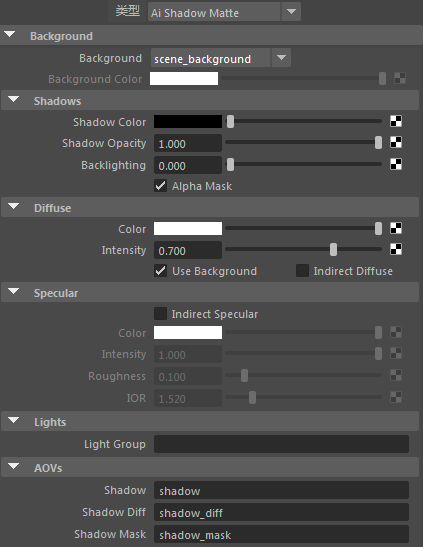 类型 Ai Shadow Matte
Background
Background scene_background
Background Color
Shadows
Shadow Color
Shadow Opacity 1.000
Backlighting 0.000
Alpha Mask
Diffuse
Color
Intensity 0.700
Use Background Indirect Diffuse
Specular
Indirect Specular
Color
Intensity 1.000
Roughness 0.100
IOR 1.520
Lights
Light Group
AOVs
Shadow shadow
Shadow Diff shadow_diff
Shadow Mask shadow_mask